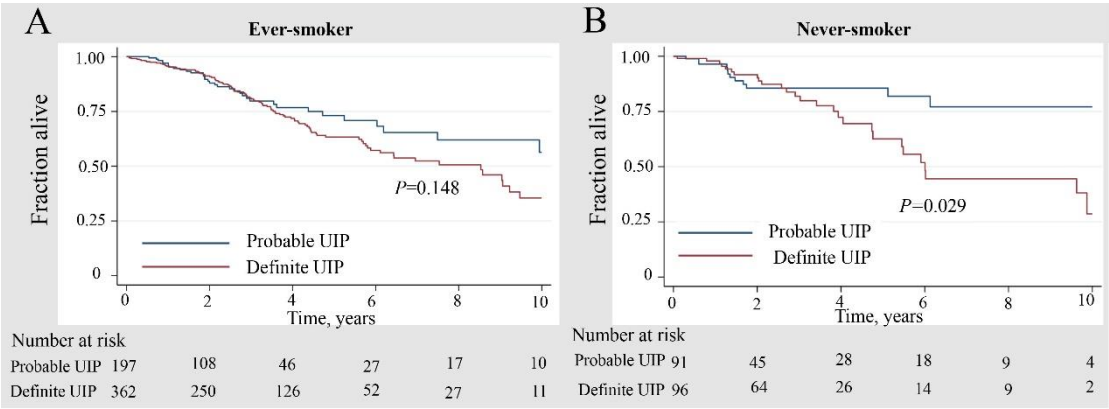 A
Ever-smoker
1.00
0.75
0.50
0.25
0
Fraction alive
P=0.148
Probable UIP
Definite UIP
0 2 4 6 8 10
Time, years
Number at risk
Probable UIP 197 108 46 27 17 10
Definite UIP 362 250 126 52 27 11
B
Never-smoker
1.00
0.75
0.50
0.25
0
Fraction alive
P=0.029
Probable UIP
Definite UIP
0 2 4 6 8 10
Time, years
Number at risk
Probable UIP 91 45 28 18 9 4
Definite UIP 96 64 26 14 9 2